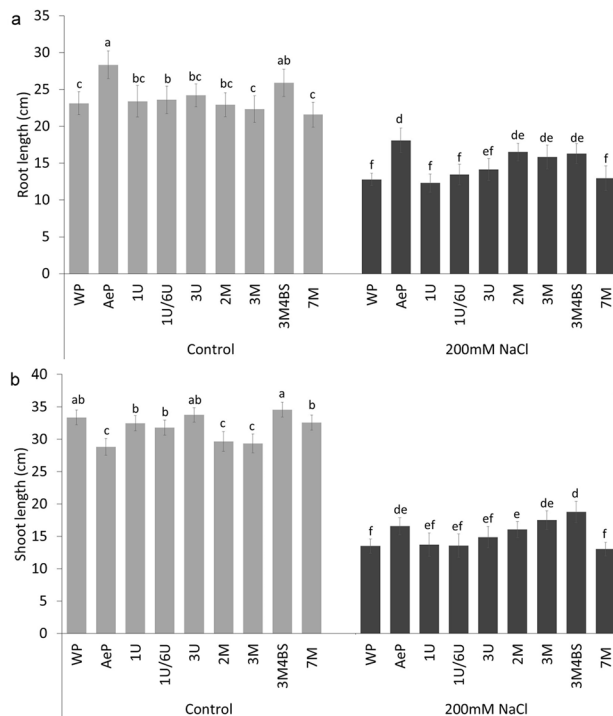 a
Root length (cm)
35
30
25
20
15
10
5
0
c a bc b bc bc c ab c
f d f f ef de de de f
WP AeP 1U 1U/6U 3U 2M 3M 3M4BS 7M
WP AeP 1U 1U/6U 3U 2M 3M 3M4BS 7M
Control 200mM NaCl
b
Shoot length (cm)
40
35
30
25
20
15
10
5
0
ab c b b ab c c a b
f de ef ef ef e de d f
WP AeP 1U 1U/6U 3U 2M 3M 3M4BS 7M
WP AeP 1U 1U/6U 3U 2M 3M 3M4BS 7M
Control 200mM NaCl